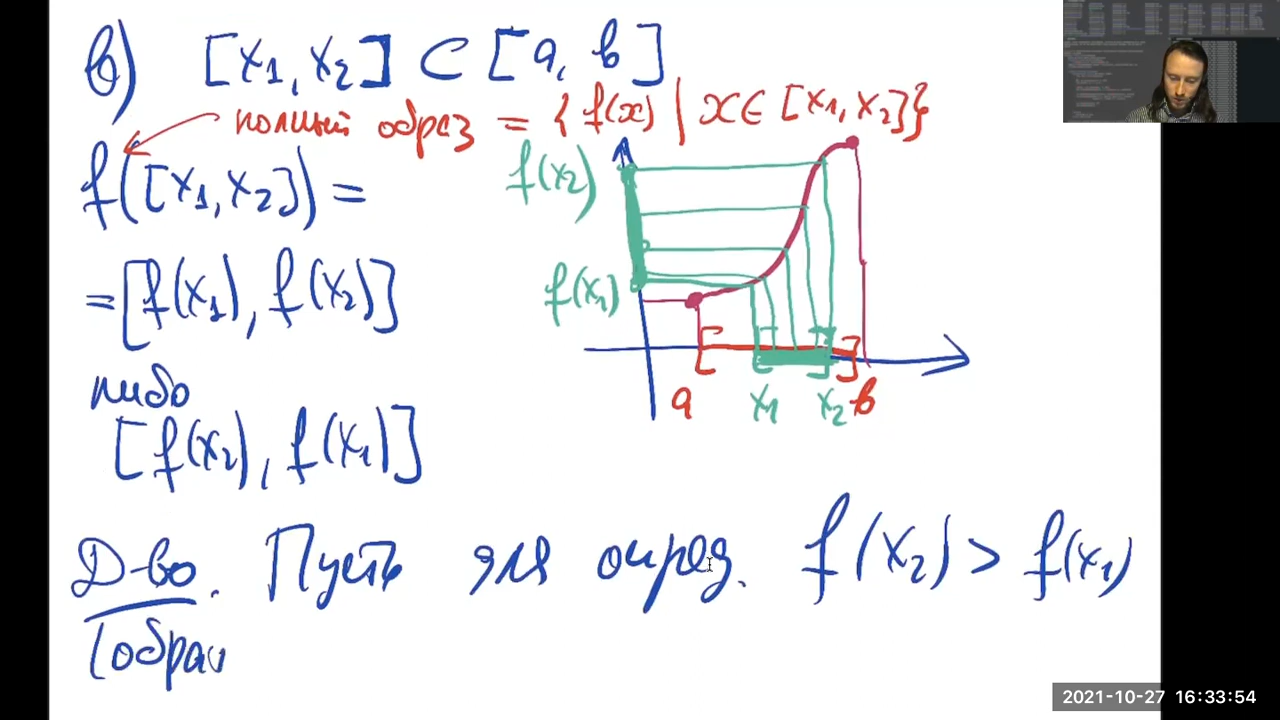 в) [x₁, x₂] ⊂ [a, в]
полный образ = { f(x) | x ∈ [x₁, x₂]}
f([x₁, x₂]) =
= [f(x₁), f(x₂)]
либо
[f(x₂), f(x₁)]
f(x₂)
f(x₁)
a x₁ x₂ в
Д-во. Пусть для опред. f(x₂) > f(x₁)
(обрат
2021-10-27 16:33:54